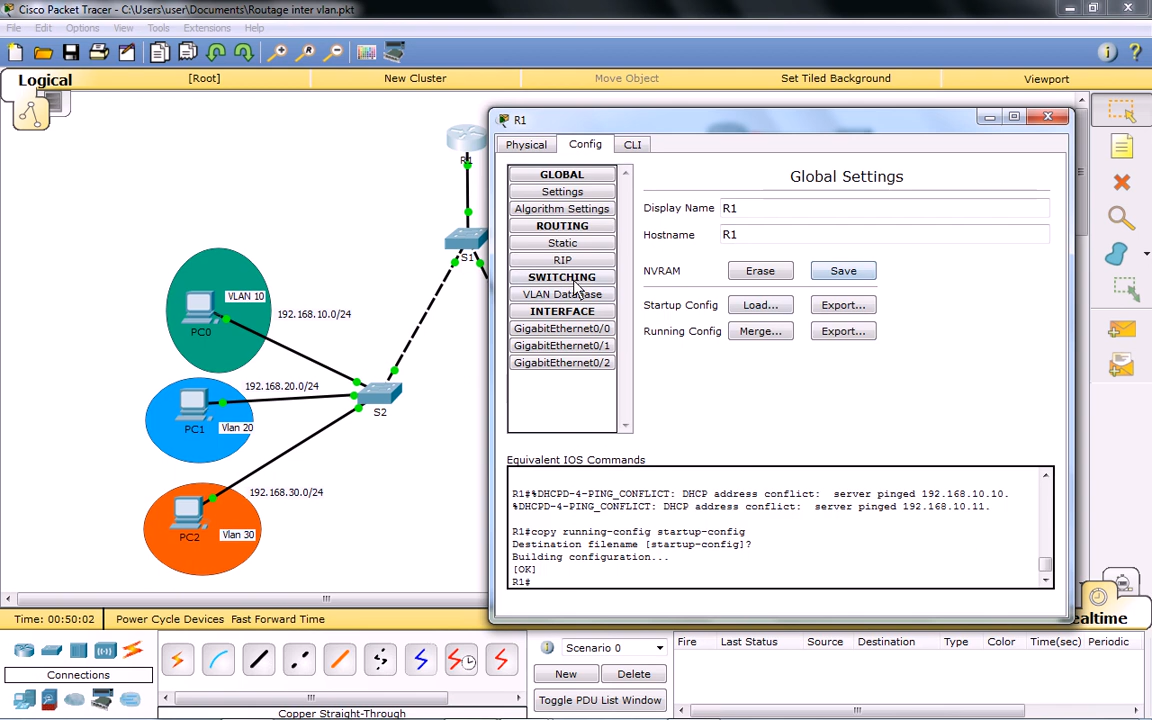 Cisco Packet Tracer - C:\Users\user\Documents\Routage inter vlan.pkt
File Edit Options View Tools Extensions Help
Logical [Root] New Cluster Move Object Set Tiled Background Viewport
R1
S1
VLAN 10
PC0
192.168.10.0/24
192.168.20.0/24
PC1
Vlan 20
S2
192.168.30.0/24
PC2
Vlan 30
R1
Physical Config CLI
GLOBAL
Settings
Algorithm Settings
ROUTING
Static
RIP
SWITCHING
VLAN Database
INTERFACE
GigabitEthernet0/0
GigabitEthernet0/1
GigabitEthernet0/2
Global Settings
Display Name R1
Hostname R1
NVRAM Erase Save
Startup Config Load... Export...
Running Config Merge... Export...
Equivalent IOS Commands
R1#%DHCPD-4-PING_CONFLICT: DHCP address conflict:  server pinged 192.168.10.10.
%DHCPD-4-PING_CONFLICT: DHCP address conflict:  server pinged 192.168.10.11.
R1#copy running-config startup-config
Destination filename [startup-config]?
Building configuration...
[OK]
R1#
Time: 00:50:02 Power Cycle Devices Fast Forward Time
ealtime
Connections
Copper Straight-Through
Scenario 0
New Delete
Toggle PDU List Window
Fire Last Status Source Destination Type Color Time(sec) Periodic